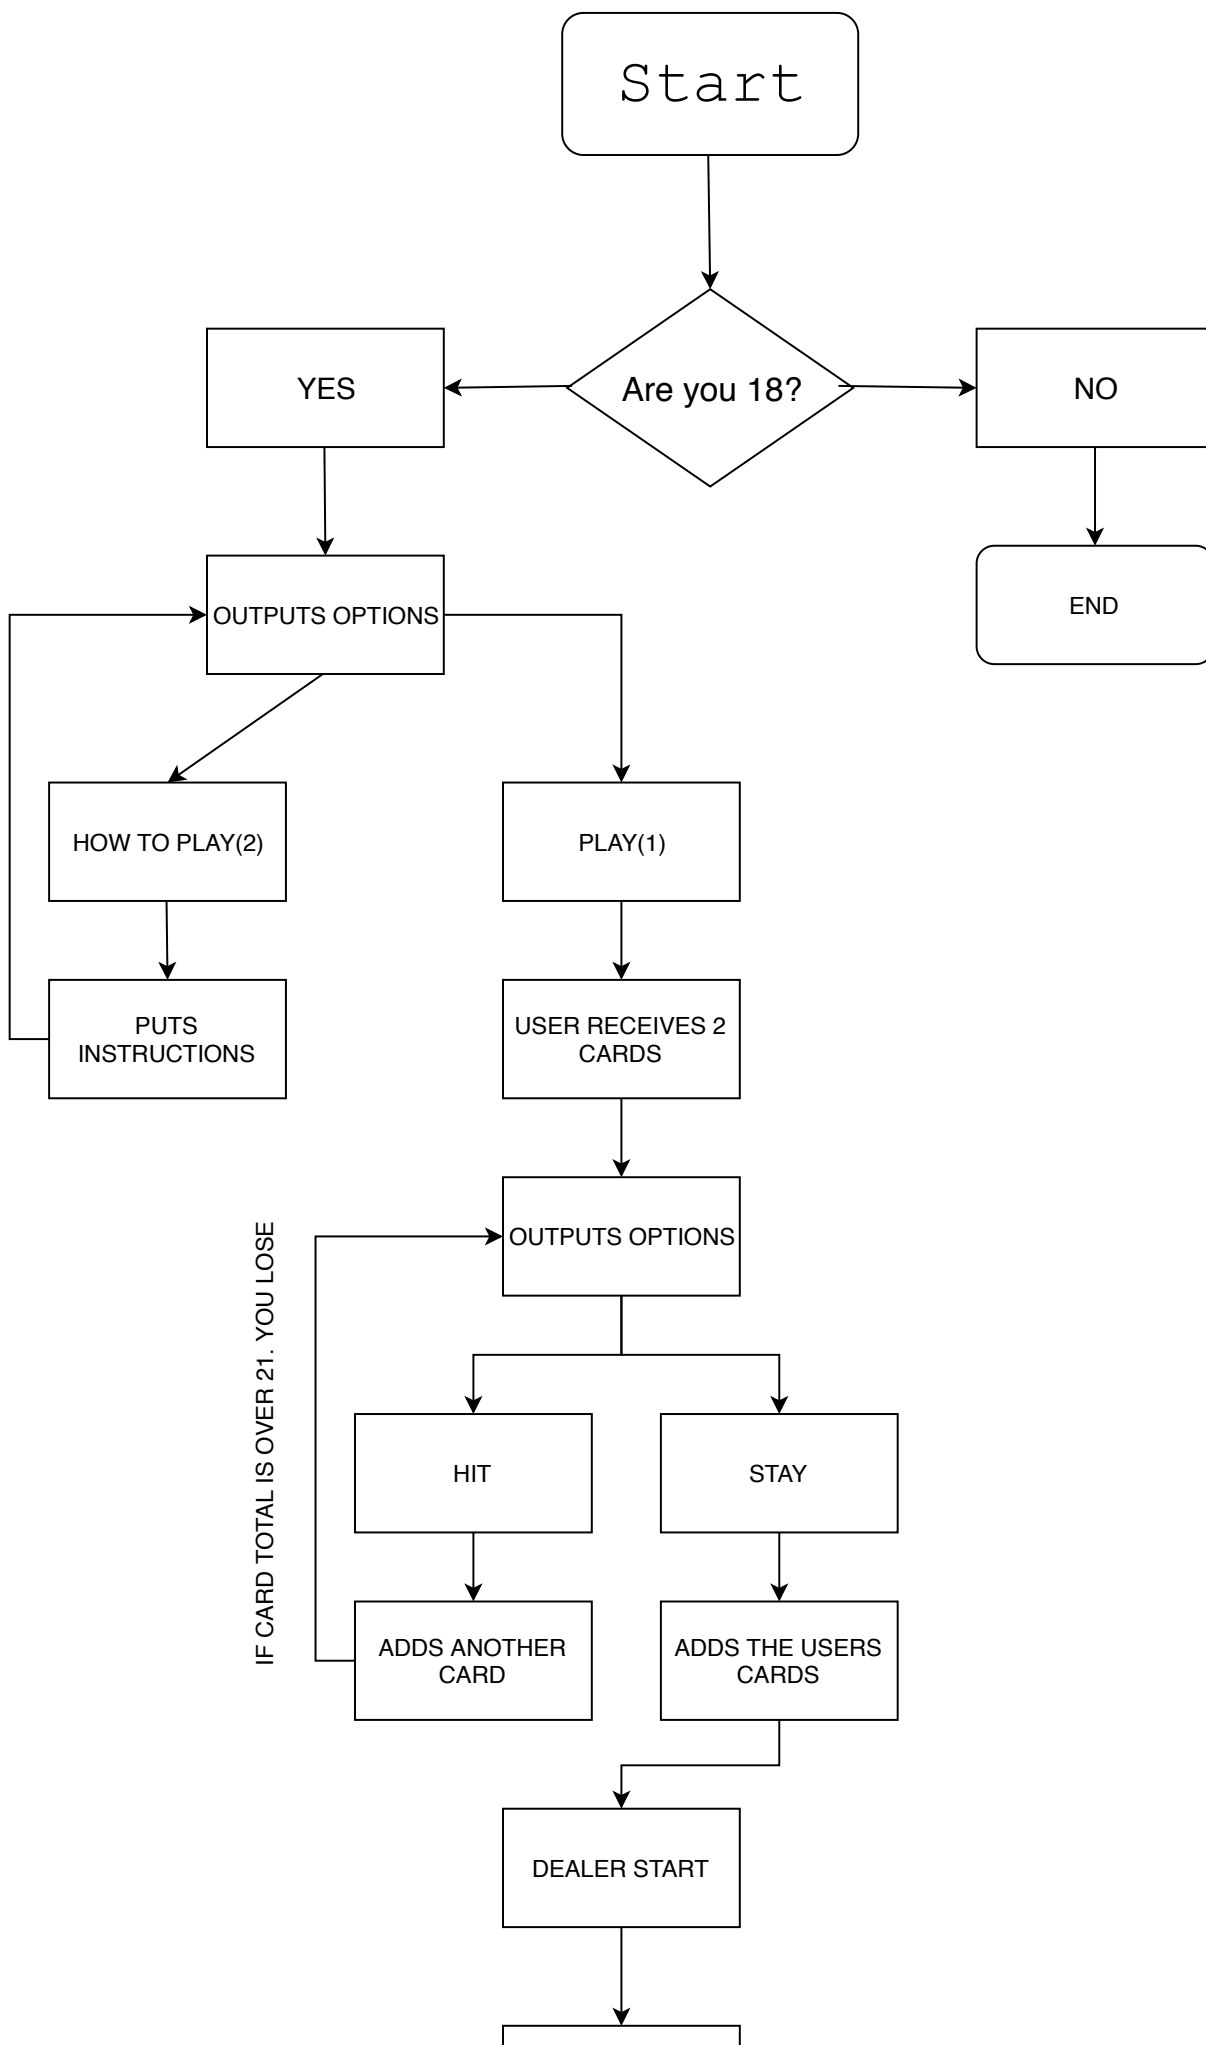 Start
YES
Are you 18?
NO
OUTPUTS OPTIONS
END
HOW TO PLAY(2)
PLAY(1)
PUTS
INSTRUCTIONS
USER RECEIVES 2
CARDS
OUTPUTS OPTIONS
IF CARD TOTAL IS OVER 21. YOU LOSE
HIT
STAY
ADDS ANOTHER
CARD
ADDS THE USERS
CARDS
DEALER START